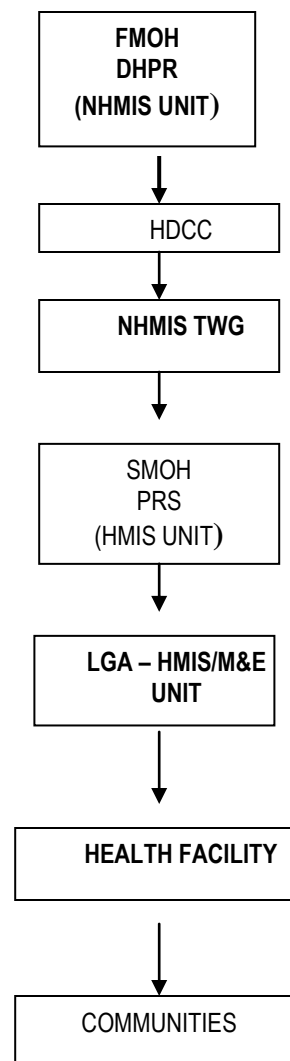 FMOH
DHPR
(NHMIS UNIT)
HDCC
NHMIS TWG
SMOH
PRS
(HMIS UNIT)
LGA – HMIS/M&E
UNIT
HEALTH FACILITY
COMMUNITIES